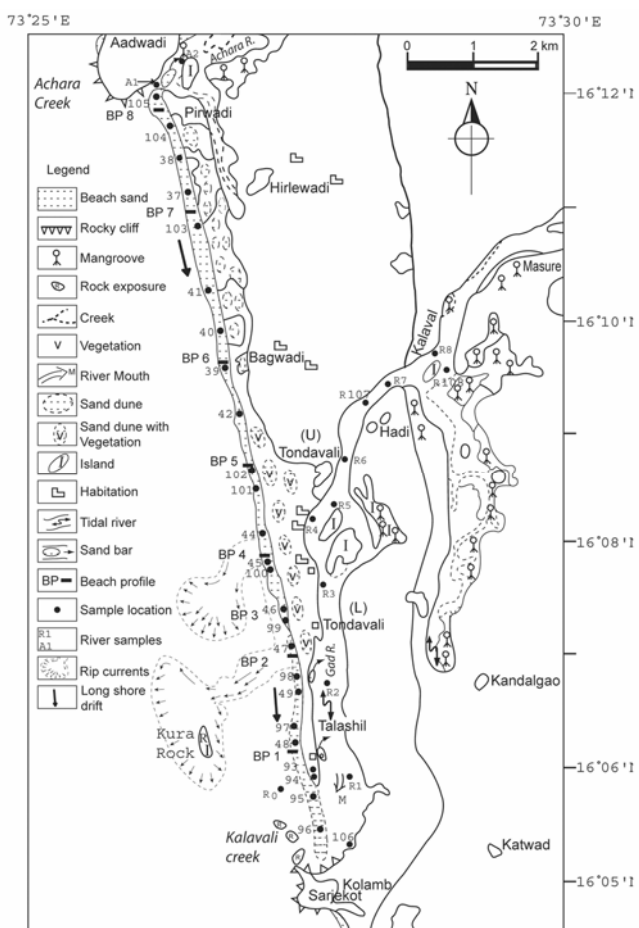 73°25'E
73°30'E
Aadwadi
A2
I
Achara R.
0 1 2 km
Achara
Creek
A1
105
BP 8
Pirwadi
16°12'N
N
104
38
Hirlewadi
Legend
Beach sand
37
BP 7
103
Rocky cliff
Mangroove
Masure
Rock exposure
41
Creek
Kalaval
16°10'N
V Vegetation
40
BP 6
39
Bagwadi
R8
I
R108
R7
M River Mouth
R107
Sand dune
42
Hadi
V Sand dune with
Vegetation
(U)
Tondavali
R6
I Island
BP 5
102
101
Habitation
R5
R4
I
Tidal river
44
16°08'N
Sand bar
BP 4
45
100
BP Beach profile
R3
Sample location
46
BP 3
99
(L)
Tondavali
R1
A1 River samples
47
BP 2
Gad R.
Rip currents
98
49
R2
Kandalgao
Long shore
drift
Kura
Rock
R
I
97
48
Talashil
BP 1
93
94
R0
R1
16°06'N
95
M
Kalavali
creek
96
106
Katwad
Kolamb
16°05'N
Sarjekot